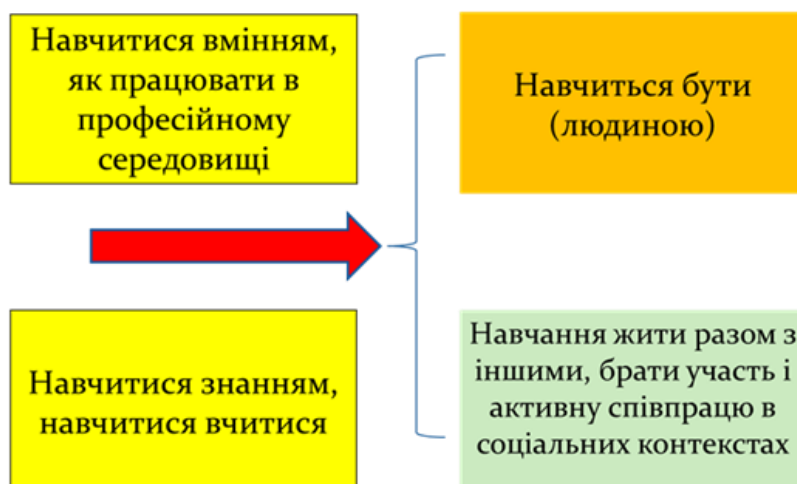 Навчитися вмінням,
як працювати в
професійному
середовищі
Навчиться бути
(людиною)
Навчитися знанням,
навчитися вчитися
Навчання жити разом з
іншими, брати участь і
активну співпрацю в
соціальних контекстах